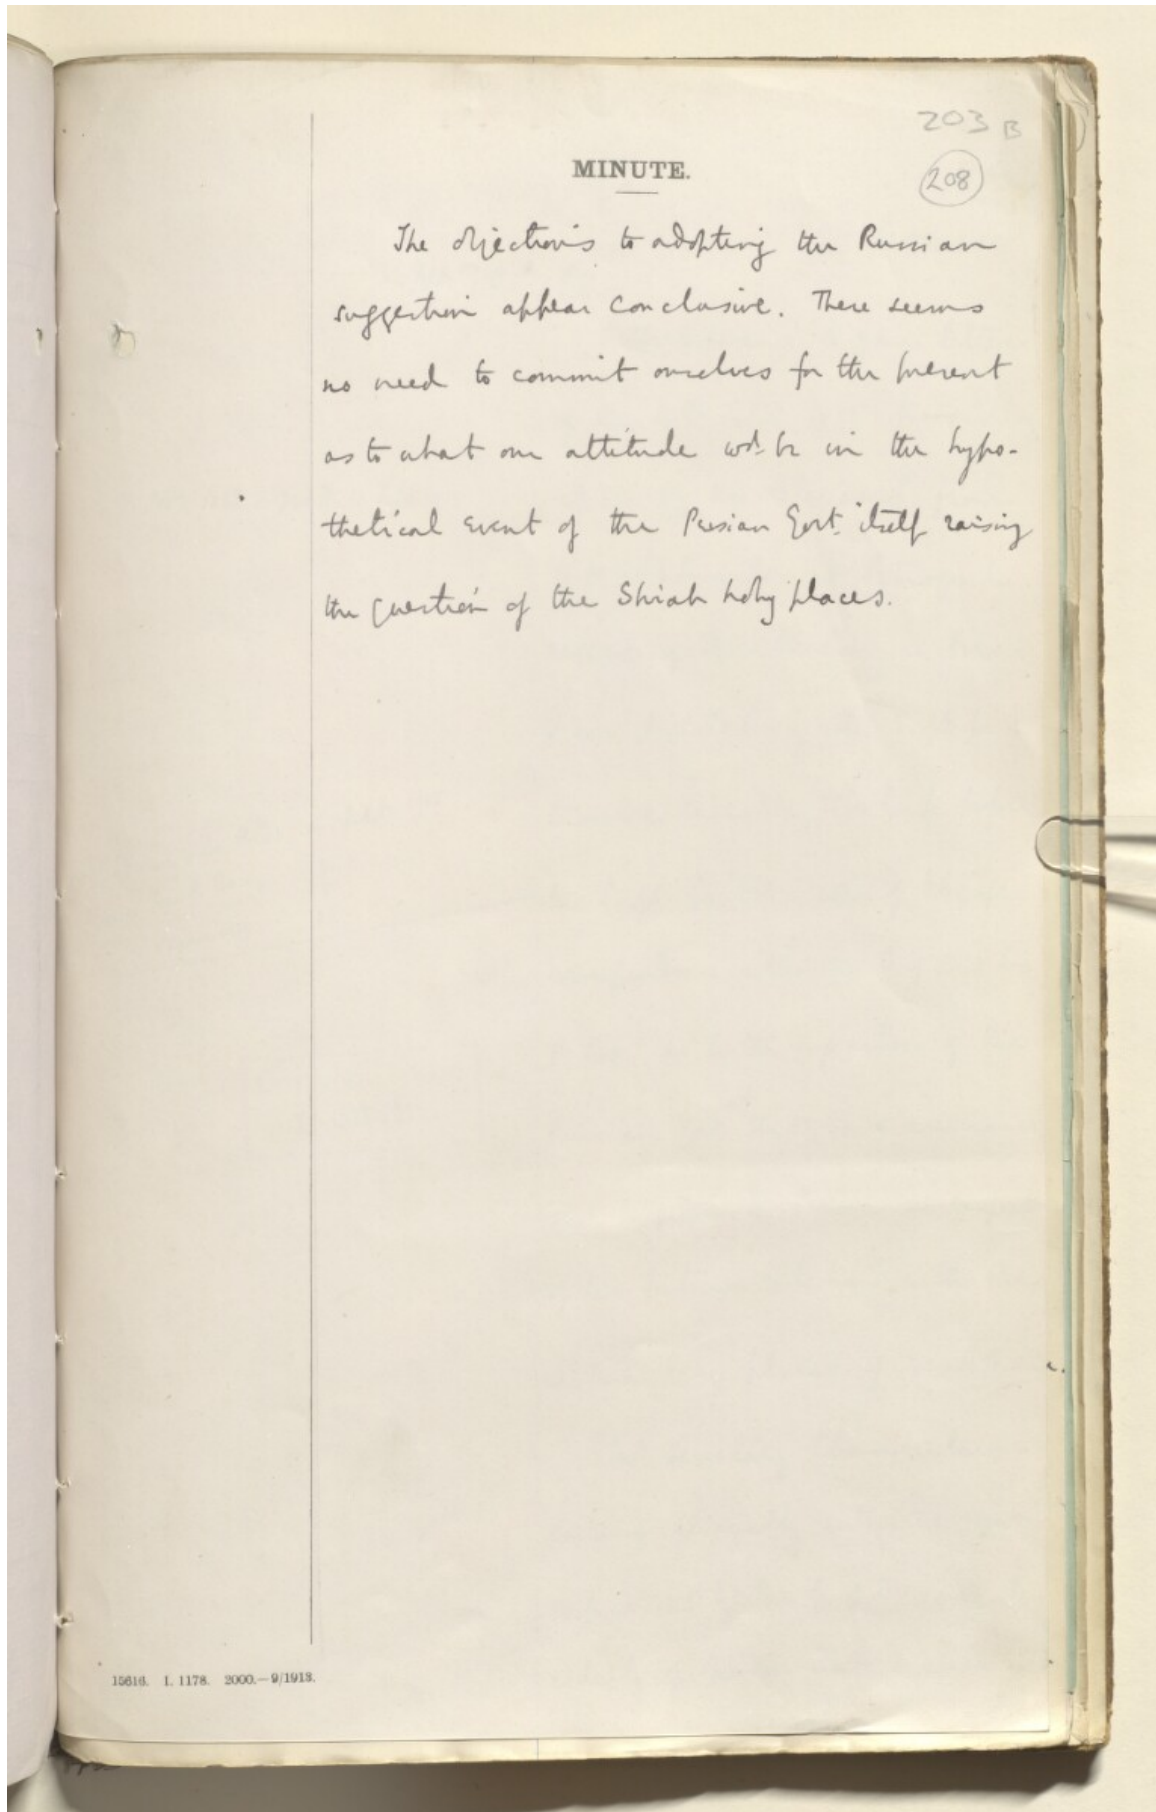 203 B
MINUTE.
208
The objections to adopting the Russian
suggestion appear conclusive. There seems
no need to commit ourselves for the present
as to what our attitude wd. be in the hypo-
thetical event of the Persian Govt. itself raising
the question of the Shiah holy places.
15616. I. 1178. 2000.—9/1913.